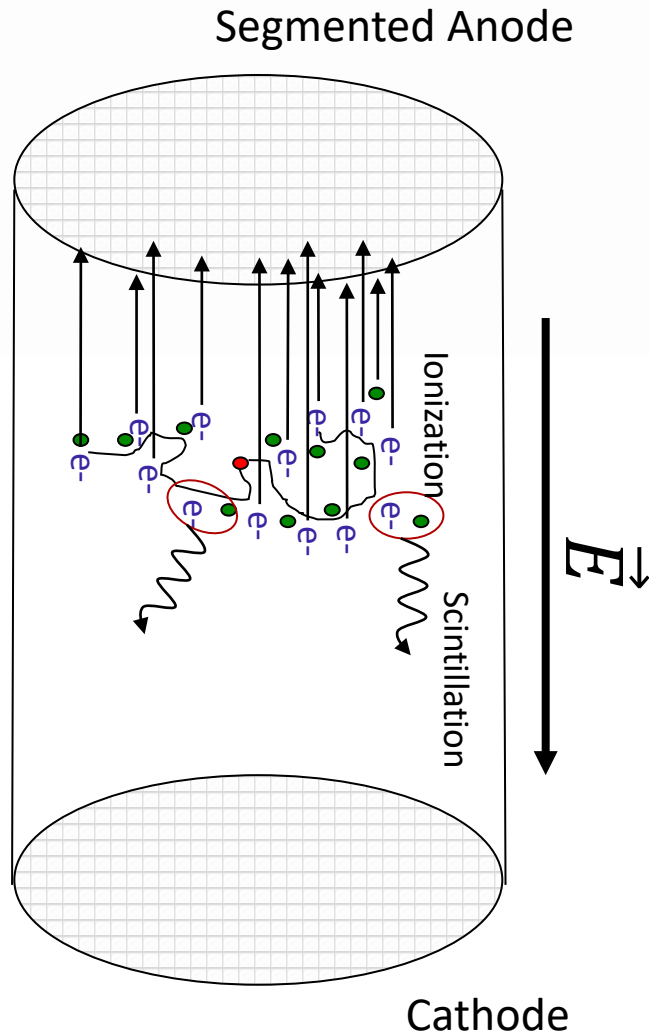 Segmented Anode
Ionization
e-
e-
e-
e-
e-
e-
e-
e-
e-
e-
e-
e-
e-
E⃗
Scintillation
Cathode